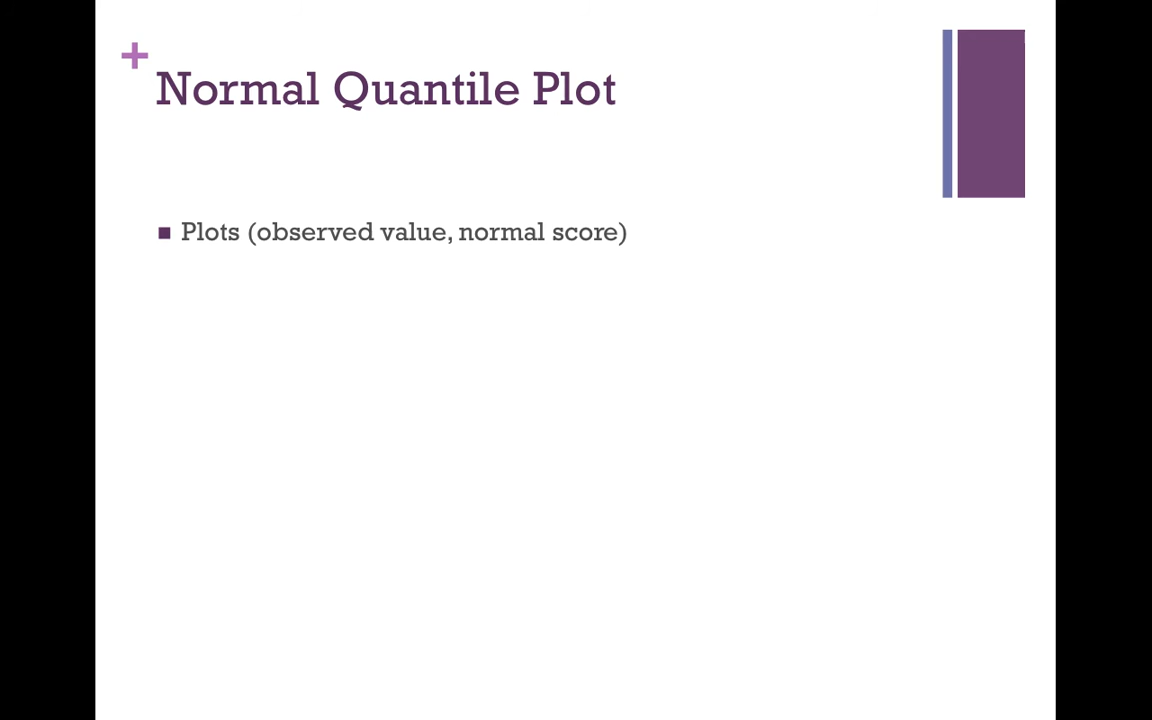 +
Normal Quantile Plot
■ Plots (observed value, normal score)